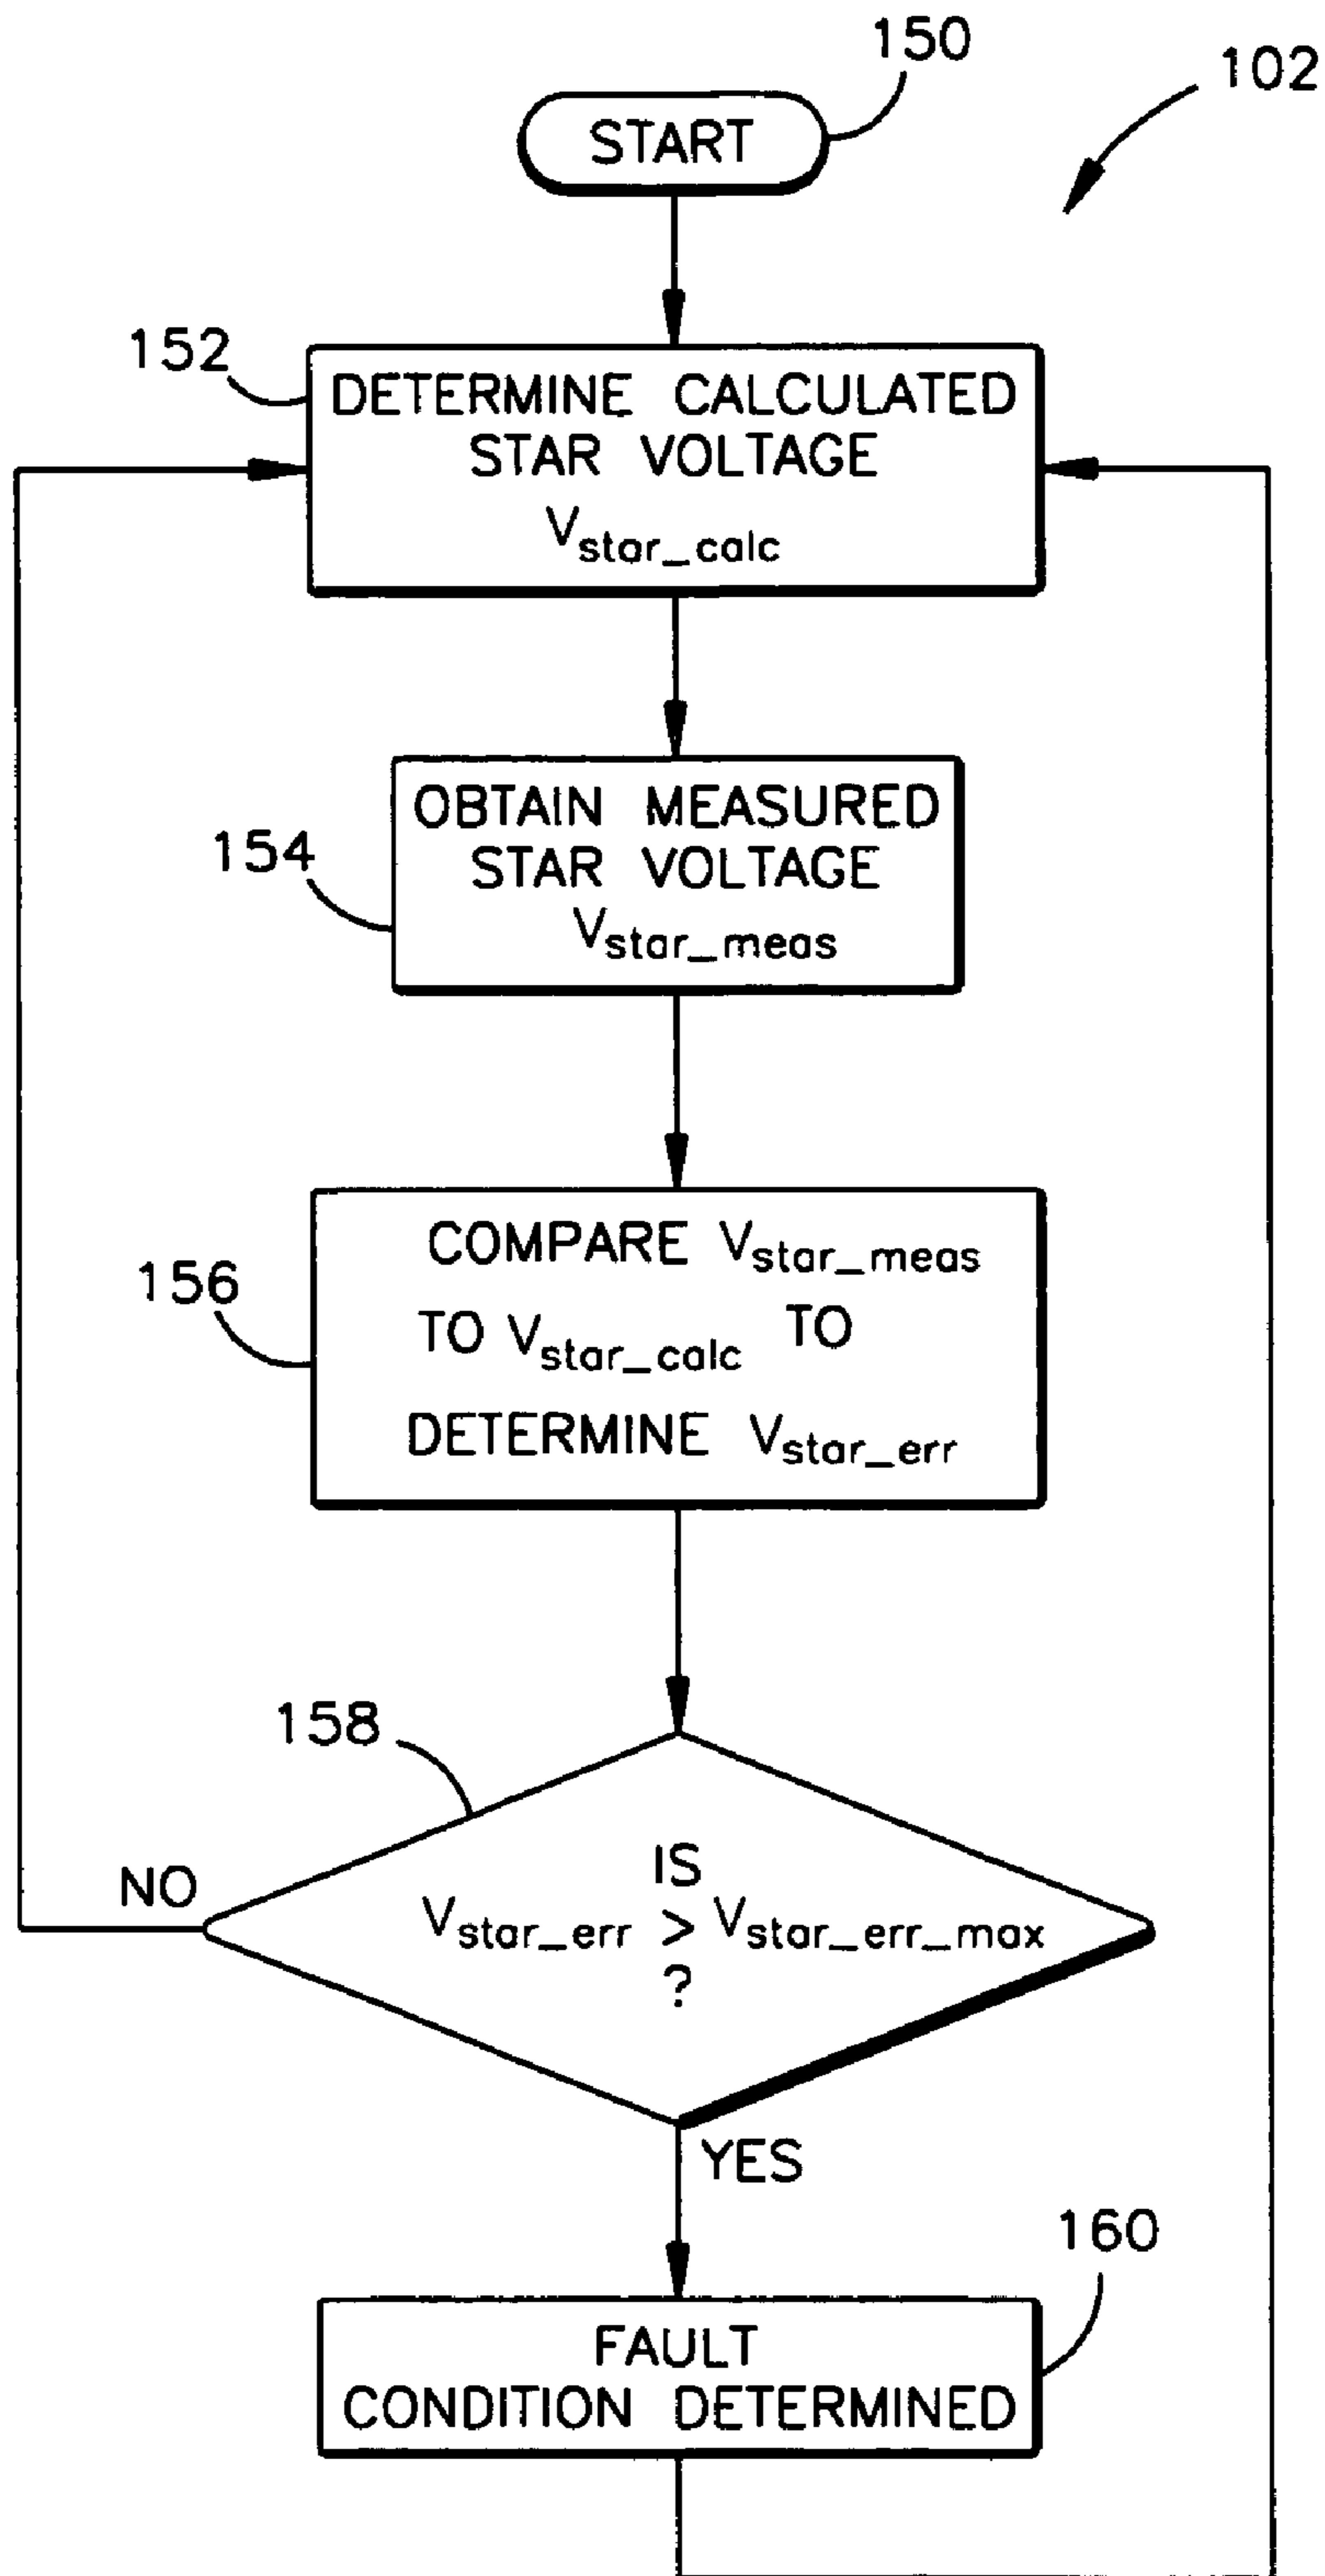 150
102
START
152
DETERMINE CALCULATED
STAR VOLTAGE
Vstar_calc
154
OBTAIN MEASURED
STAR VOLTAGE
Vstar_meas
156
COMPARE Vstar_meas
TO Vstar_calc TO
DETERMINE Vstar_err
158
NO
IS
Vstar_err > Vstar_err_max
?
YES
160
FAULT
CONDITION DETERMINED